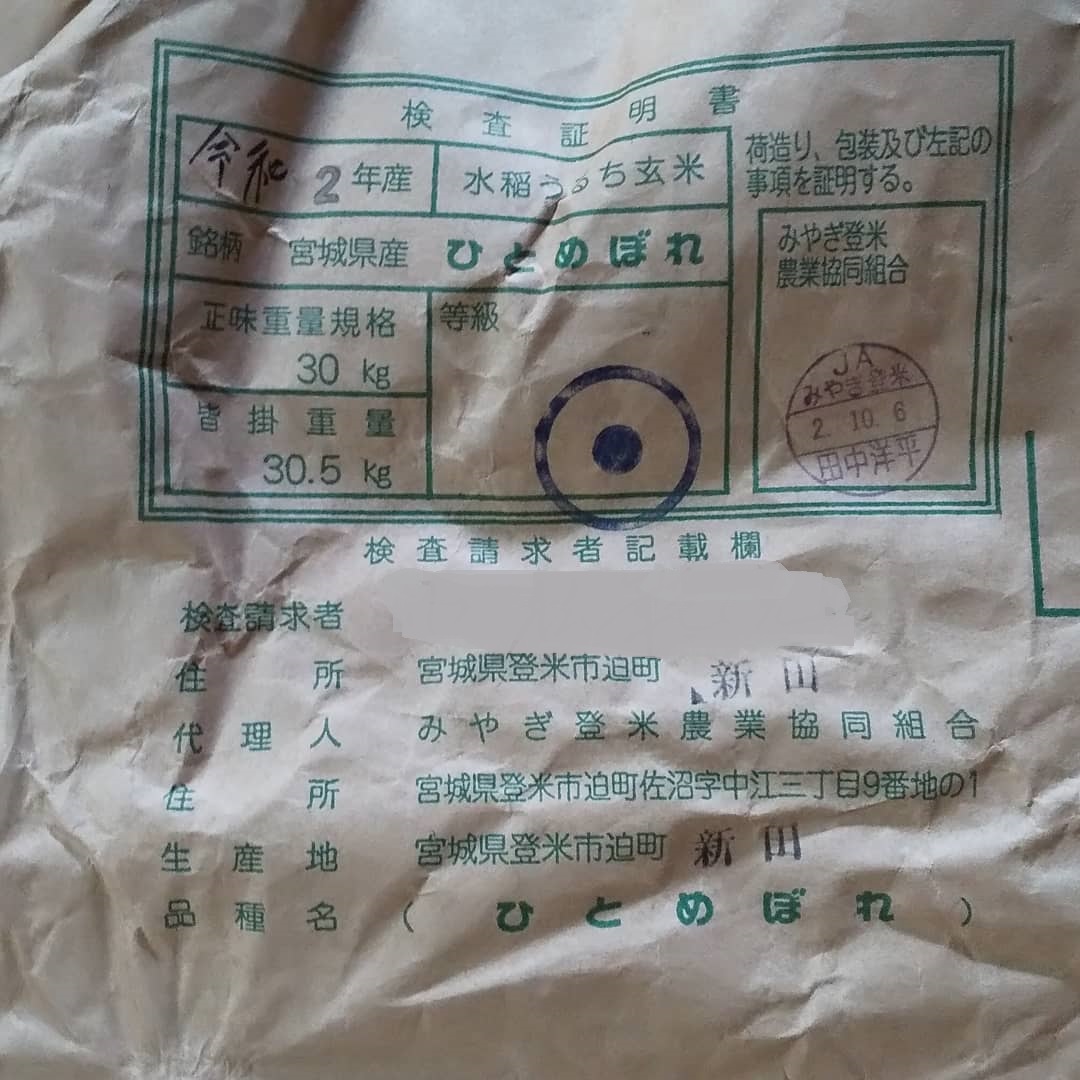 検査証明書
令和 2年産 水稲うるち玄米
銘柄 宮城県産 ひとめぼれ
正味重量規格
30 kg
皆掛重量
30.5 kg
等級
荷造り、包装及び左記の
事項を証明する。
みやぎ登米
農業協同組合
JA
みやぎ登米
2. 10. 6
田中洋平
検査請求者記載欄
検査請求者
住所 宮城県登米市迫町 新田
代理人 みやぎ登米農業協同組合
住所 宮城県登米市迫町佐沼字中江三丁目9番地の1
生産地 宮城県登米市迫町 新田
品種名 ( ひとめぼれ )